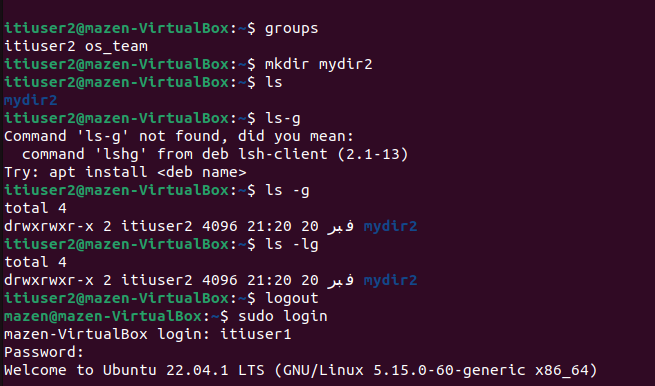 itiuser2@mazen-VirtualBox:~$ groups
itiuser2 os_team
itiuser2@mazen-VirtualBox:~$ mkdir mydir2
itiuser2@mazen-VirtualBox:~$ ls
mydir2
itiuser2@mazen-VirtualBox:~$ ls-g
Command 'ls-g' not found, did you mean:
  command 'lshg' from deb lsh-client (2.1-13)
Try: apt install <deb name>
itiuser2@mazen-VirtualBox:~$ ls -g
total 4
drwxrwxr-x 2 itiuser2 4096 21:20 20 فبر mydir2
itiuser2@mazen-VirtualBox:~$ ls -lg
total 4
drwxrwxr-x 2 itiuser2 4096 21:20 20 فبر mydir2
itiuser2@mazen-VirtualBox:~$ logout
mazen@mazen-VirtualBox:~$ sudo login
mazen-VirtualBox login: itiuser1
Password:
Welcome to Ubuntu 22.04.1 LTS (GNU/Linux 5.15.0-60-generic x86_64)